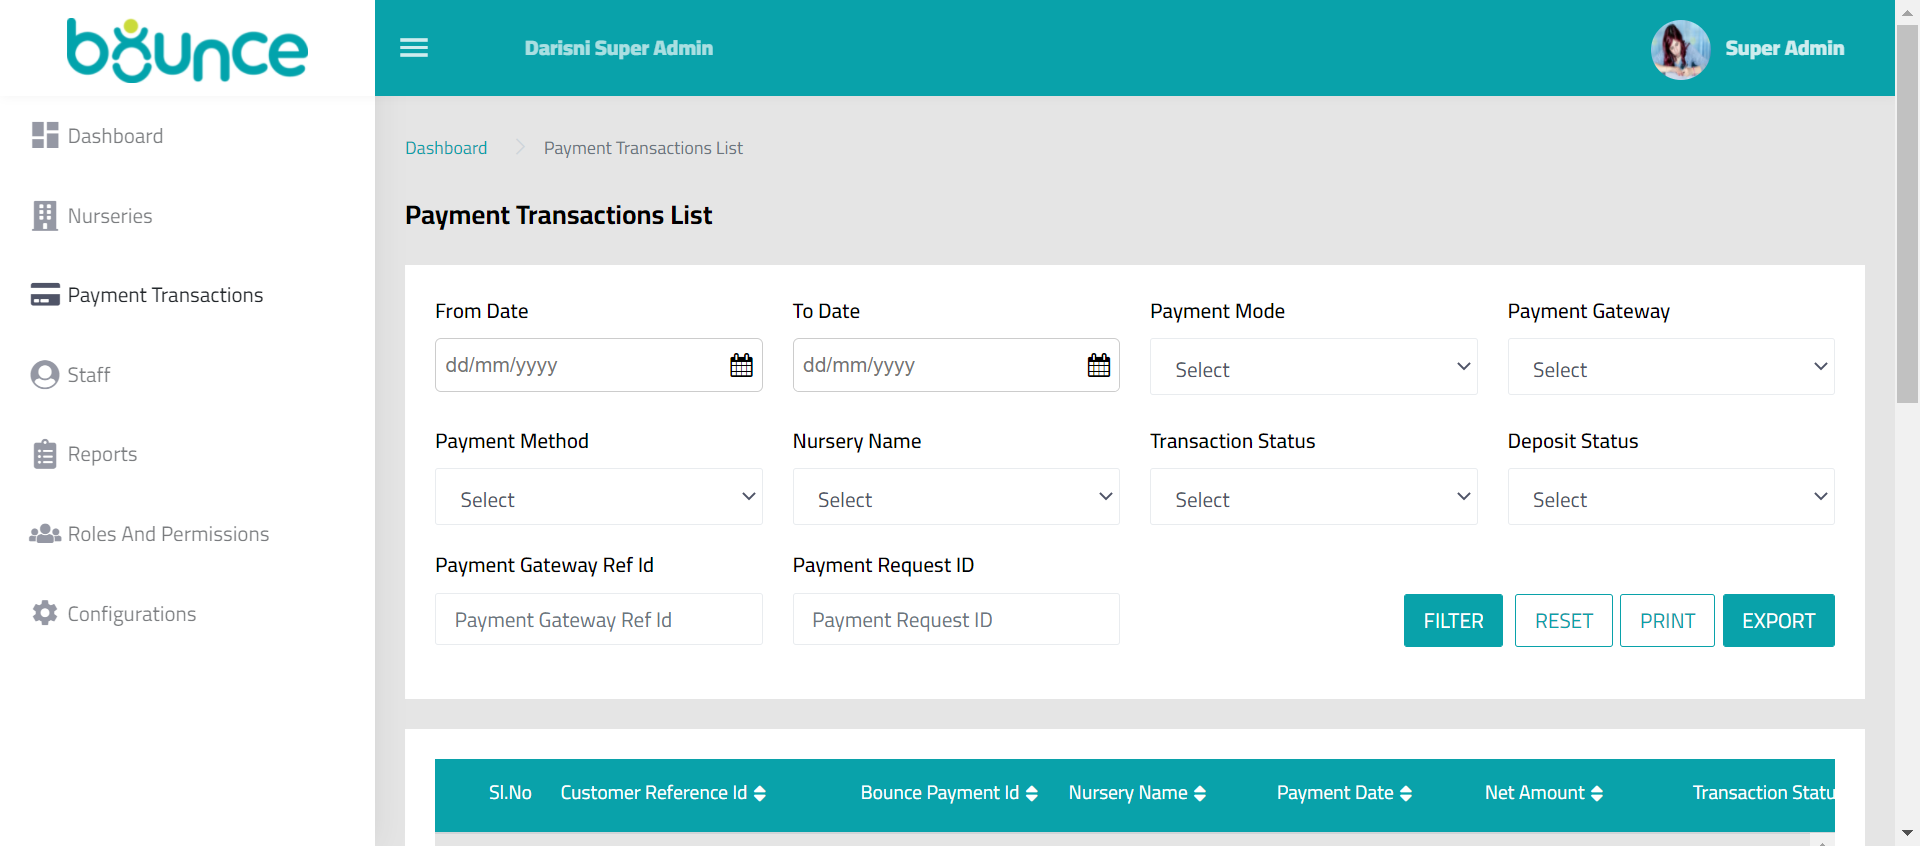 bounce
Darisni Super Admin
Super Admin
Dashboard
Nurseries
Payment Transactions
Staff
Reports
Roles And Permissions
Configurations
Dashboard Payment Transactions List
Payment Transactions List
From Date To Date Payment Mode Payment Gateway
dd/mm/yyyy dd/mm/yyyy Select Select
Payment Method Nursery Name Transaction Status Deposit Status
Select Select Select Select
Payment Gateway Ref Id Payment Request ID
Payment Gateway Ref Id Payment Request ID FILTER RESET PRINT EXPORT
Sl.No Customer Reference Id Bounce Payment Id Nursery Name Payment Date Net Amount Transaction Statu